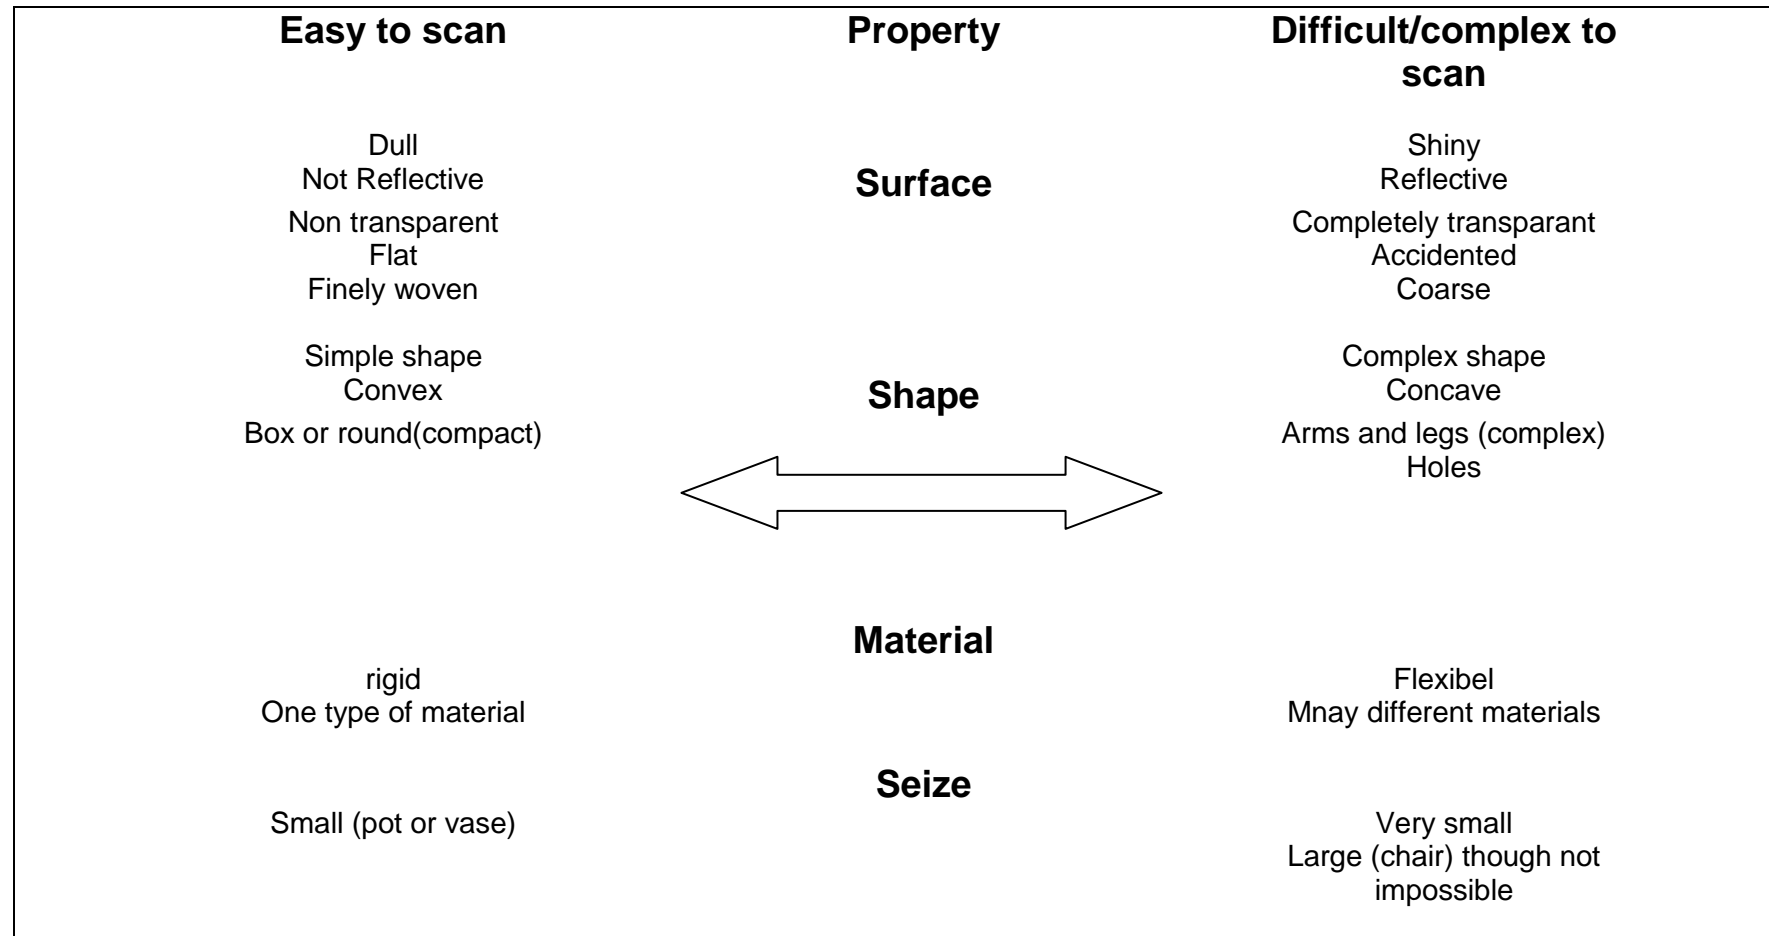 Easy to scan
Property
Difficult/complex to
scan
Dull
Not Reflective
Non transparent
Flat
Finely woven
Surface
Shiny
Reflective
Completely transparant
Accidented
Coarse
Simple shape
Convex
Box or round(compact)
Shape
Complex shape
Concave
Arms and legs (complex)
Holes
Material
rigid
One type of material
Flexibel
Mnay different materials
Seize
Small (pot or vase)
Very small
Large (chair) though not
impossible